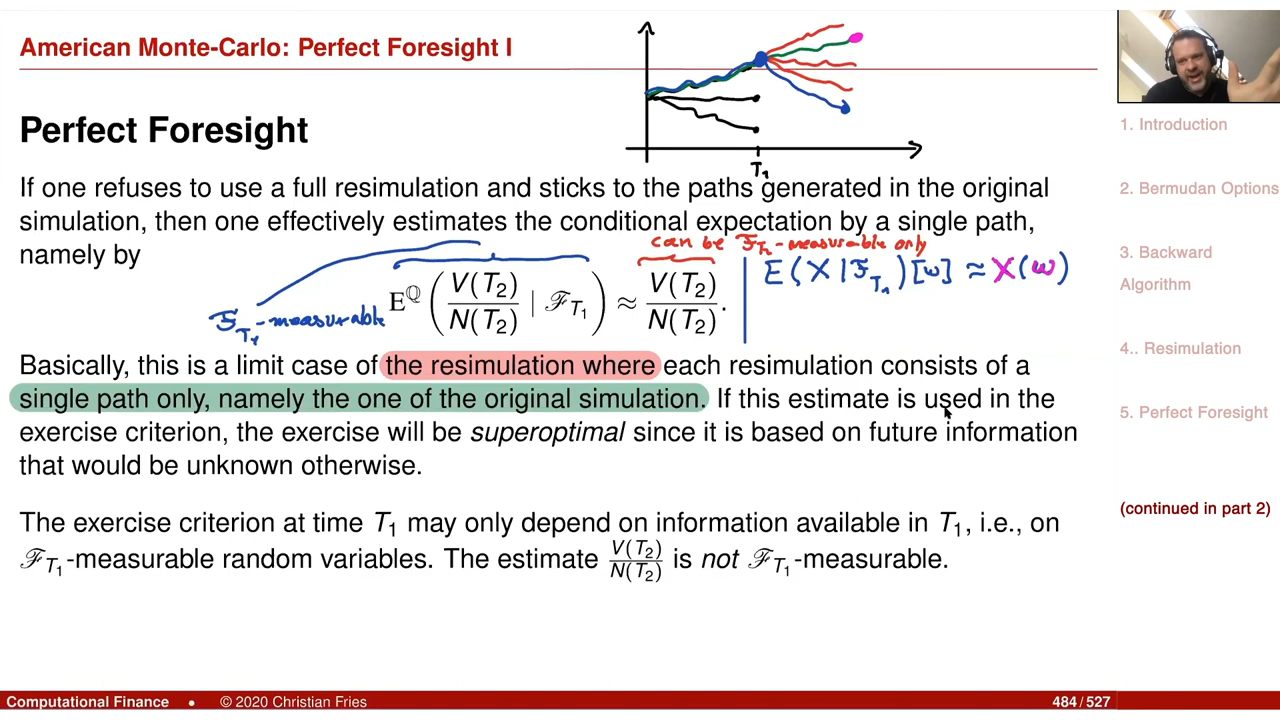 American Monte-Carlo: Perfect Foresight I
T₁
Perfect Foresight
If one refuses to use a full resimulation and sticks to the paths generated in the original
simulation, then one effectively estimates the conditional expectation by a single path,
namely by
can be ℱ_T₂-measurable only
E^ℚ ( V(T₂)/N(T₂) | ℱ_T₁ ) ≈ V(T₂)/N(T₂). | E(X | ℱ_T₁)[ω] ≈ X(ω)
ℱ_T₁-measurable
Basically, this is a limit case of the resimulation where each resimulation consists of a
single path only, namely the one of the original simulation. If this estimate is used in the
exercise criterion, the exercise will be superoptimal since it is based on future information
that would be unknown otherwise.
The exercise criterion at time T₁ may only depend on information available in T₁, i.e., on
ℱ_T₁-measurable random variables. The estimate V(T₂)/N(T₂) is not ℱ_T₁-measurable.
1. Introduction
2. Bermudan Options
3. Backward
Algorithm
4.. Resimulation
5. Perfect Foresight
(continued in part 2)
Computational Finance • © 2020 Christian Fries 484/527